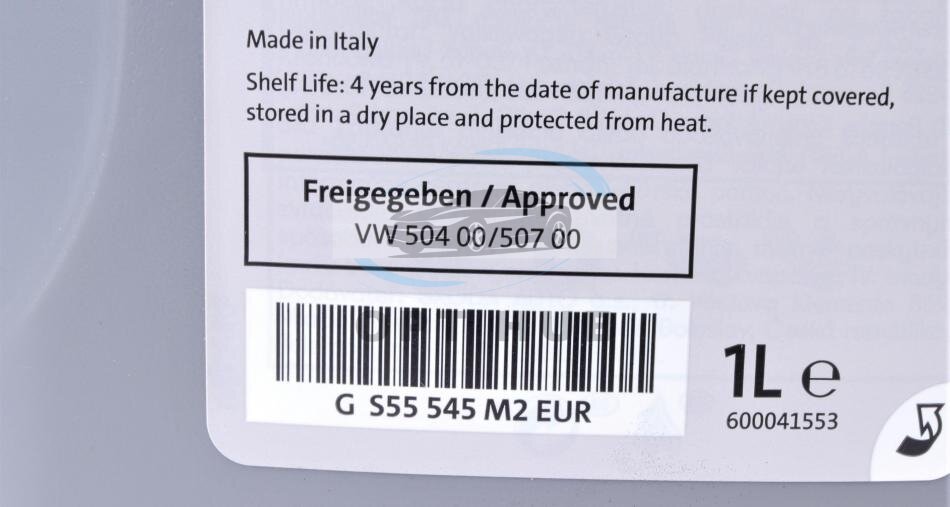 Made in Italy
Shelf Life: 4 years from the date of manufacture if kept covered,
stored in a dry place and protected from heat.
Freigegeben / Approved
VW 504 00/507 00
G S55 545 M2 EUR
1L ℮
600041553